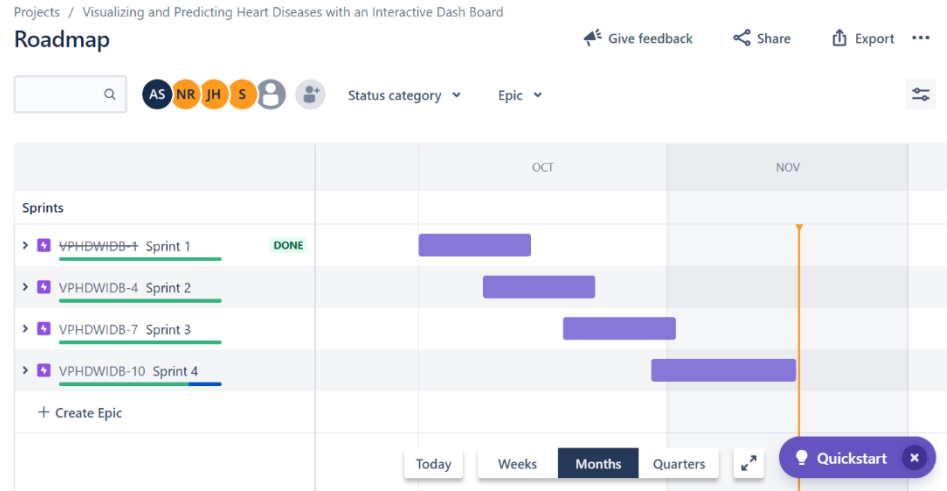 Projects / Visualizing and Predicting Heart Diseases with an Interactive Dash Board
Roadmap
Give feedback
Share
Export
AS NR JH S
Status category
Epic
OCT NOV
Sprints
VPHDWIDB-1 Sprint 1 DONE
VPHDWIDB-4 Sprint 2
VPHDWIDB-7 Sprint 3
VPHDWIDB-10 Sprint 4
+ Create Epic
Today Weeks Months Quarters
Quickstart